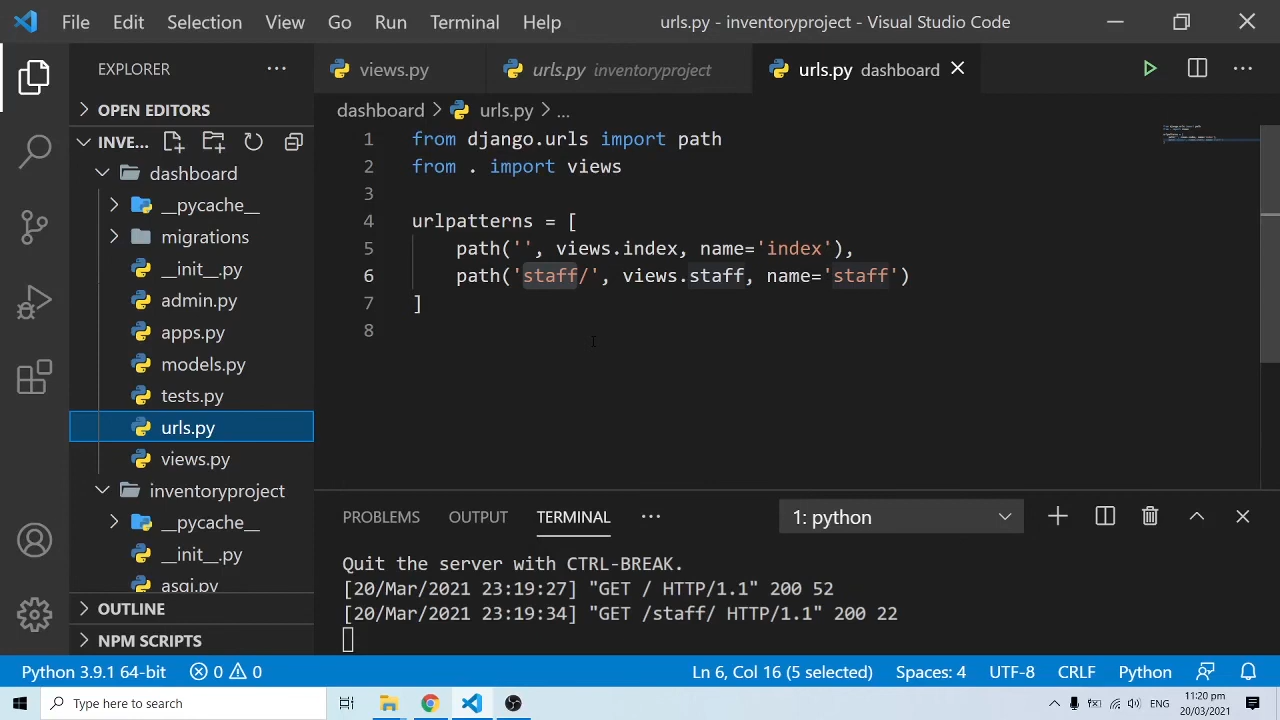 File Edit Selection View Go Run Terminal Help urls.py - inventoryproject - Visual Studio Code
EXPLORER
OPEN EDITORS
INVE...
dashboard
__pycache__
migrations
__init__.py
admin.py
apps.py
models.py
tests.py
urls.py
views.py
inventoryproject
__pycache__
__init__.py
asgi.py
OUTLINE
NPM SCRIPTS
views.py urls.py inventoryproject urls.py dashboard
dashboard > urls.py > ...
1 from django.urls import path
2 from . import views
3
4 urlpatterns = [
5 path('', views.index, name='index'),
6 path('staff/', views.staff, name='staff')
7 ]
8
PROBLEMS OUTPUT TERMINAL ... 1: python
Quit the server with CTRL-BREAK.
[20/Mar/2021 23:19:27] "GET / HTTP/1.1" 200 52
[20/Mar/2021 23:19:34] "GET /staff/ HTTP/1.1" 200 22
Python 3.9.1 64-bit 0 0 Ln 6, Col 16 (5 selected) Spaces: 4 UTF-8 CRLF Python
Type here to search
ENG
11:20 pm
20/03/2021